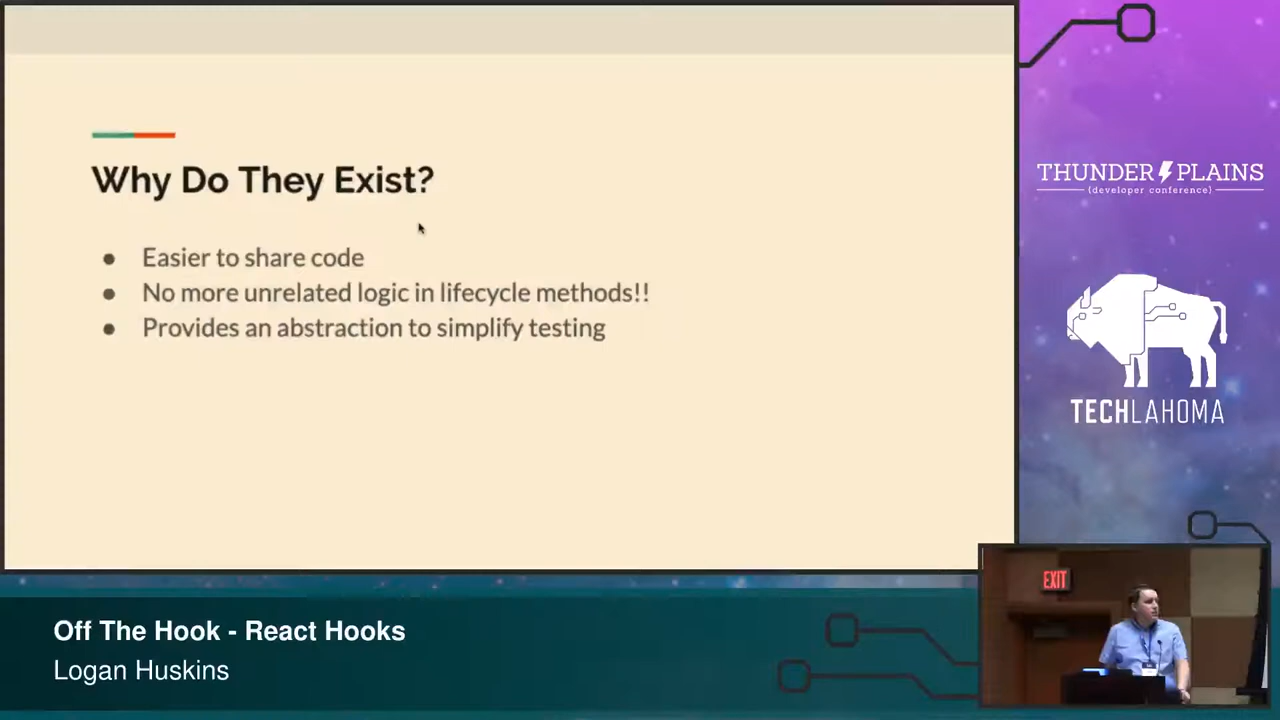 Why Do They Exist?
● Easier to share code
● No more unrelated logic in lifecycle methods!!
● Provides an abstraction to simplify testing
THUNDER PLAINS
{developer conference}
TECHLAHOMA
EXIT
Off The Hook - React Hooks
Logan Huskins